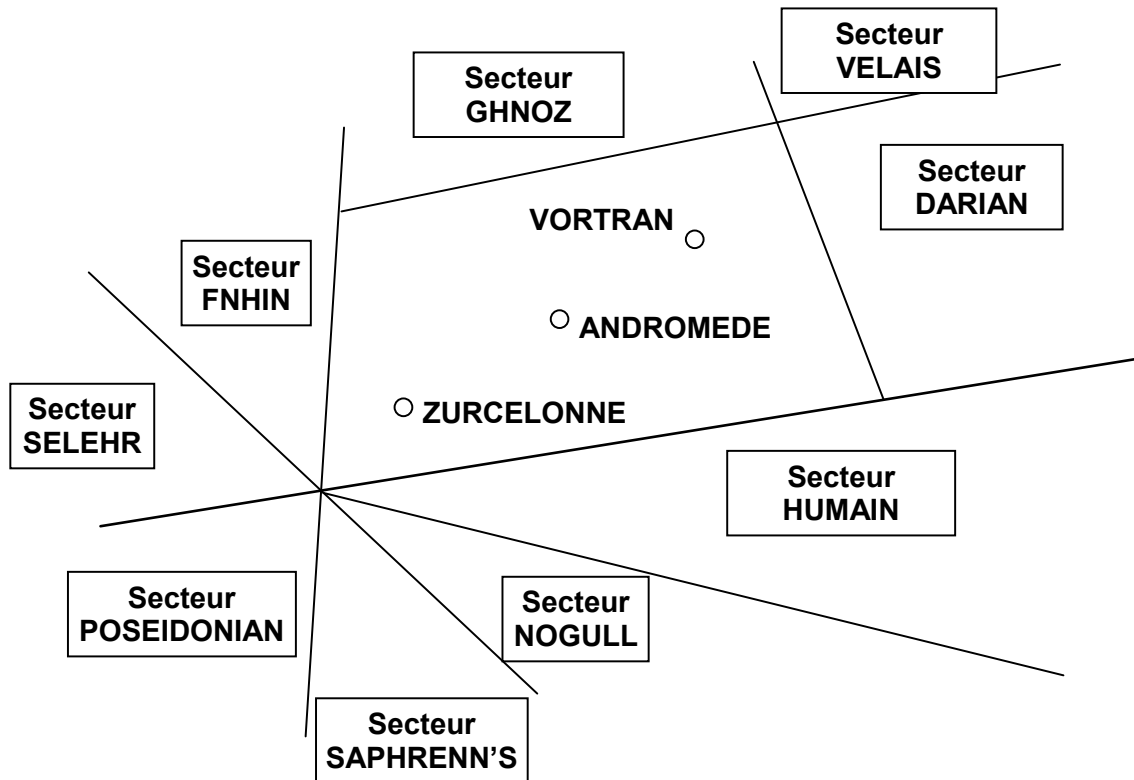 Secteur
VELAIS
Secteur
GHNOZ
Secteur
DARIAN
VORTRAN
Secteur
FNHIN
ANDROMEDE
Secteur
SELEHR
ZURCELONNE
Secteur
HUMAIN
Secteur
POSEIDONIAN
Secteur
NOGULL
Secteur
SAPHRENN’S